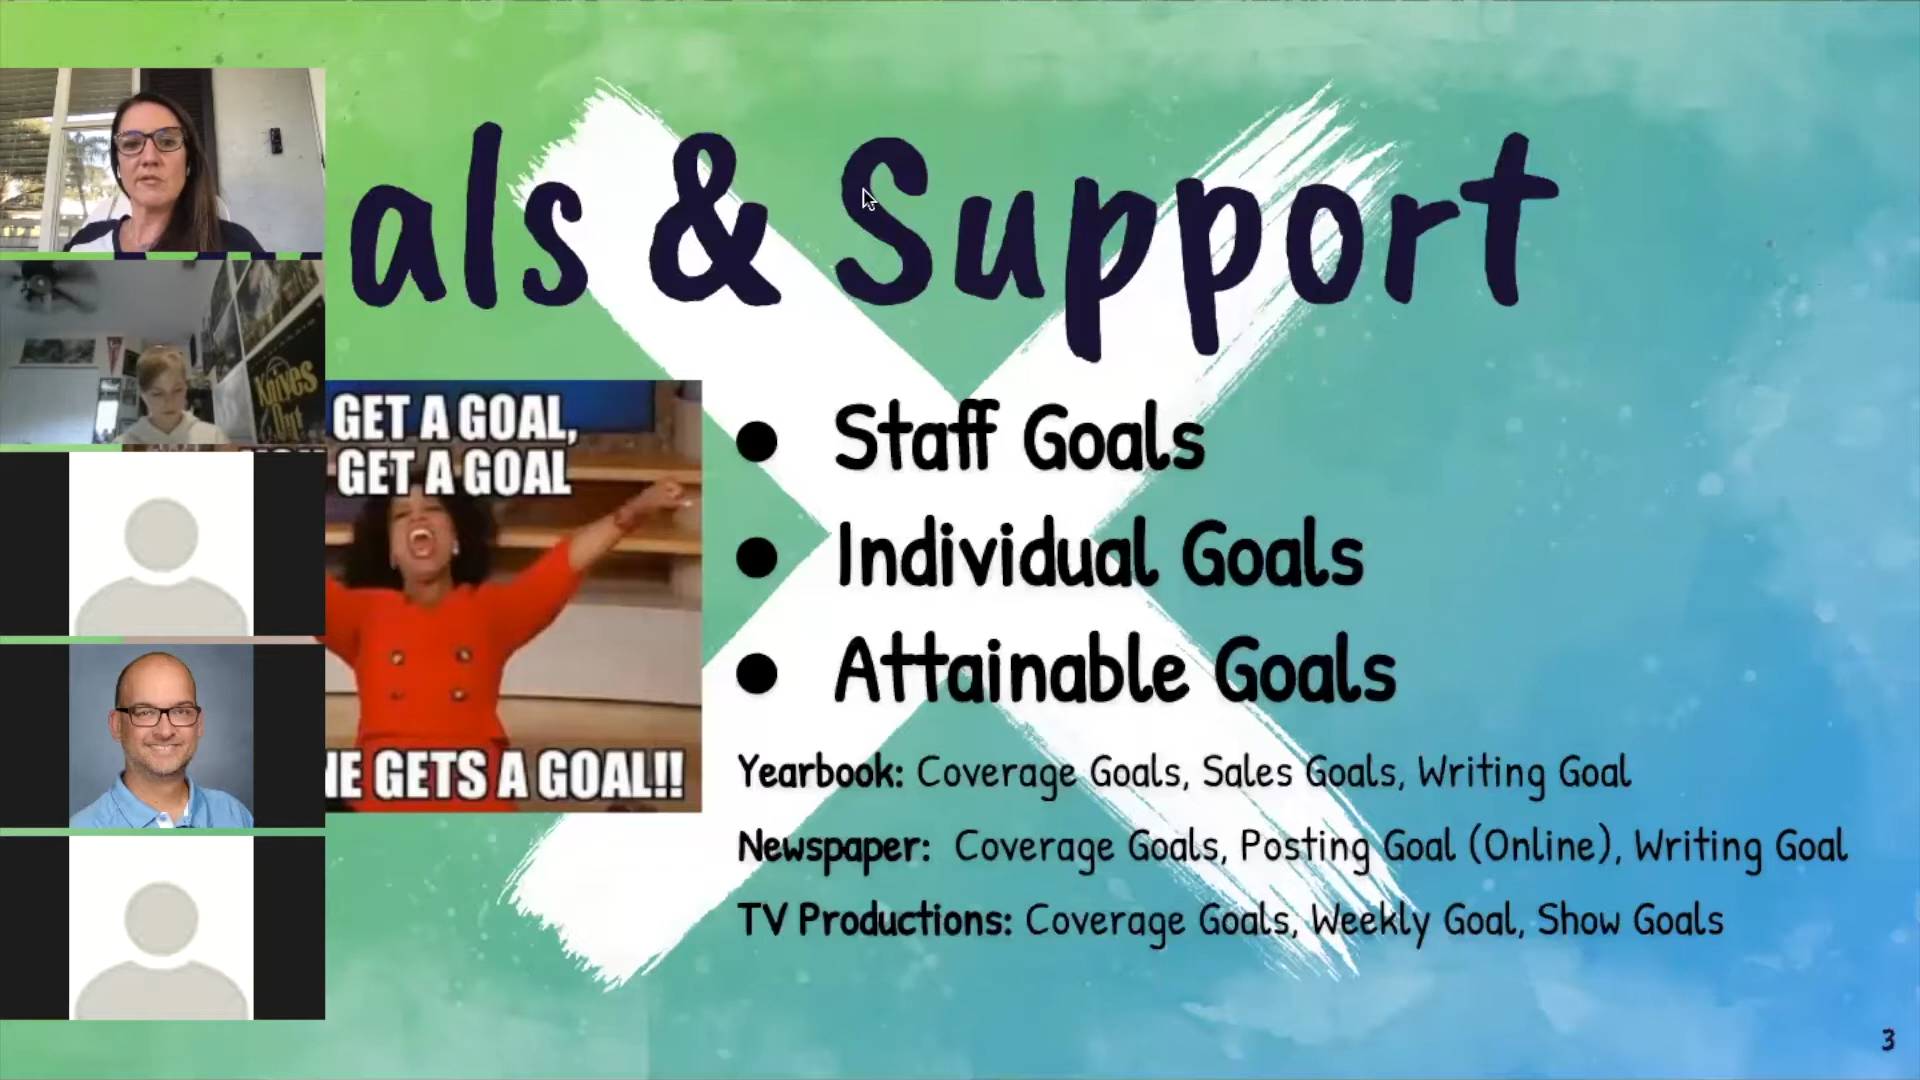 als & Support
Knives
Out
GET A GOAL,
GET A GOAL
GETS A GOAL!!
● Staff Goals
● Individual Goals
● Attainable Goals
Yearbook: Coverage Goals, Sales Goals, Writing Goal
Newspaper: Coverage Goals, Posting Goal (Online), Writing Goal
TV Productions: Coverage Goals, Weekly Goal, Show Goals
3